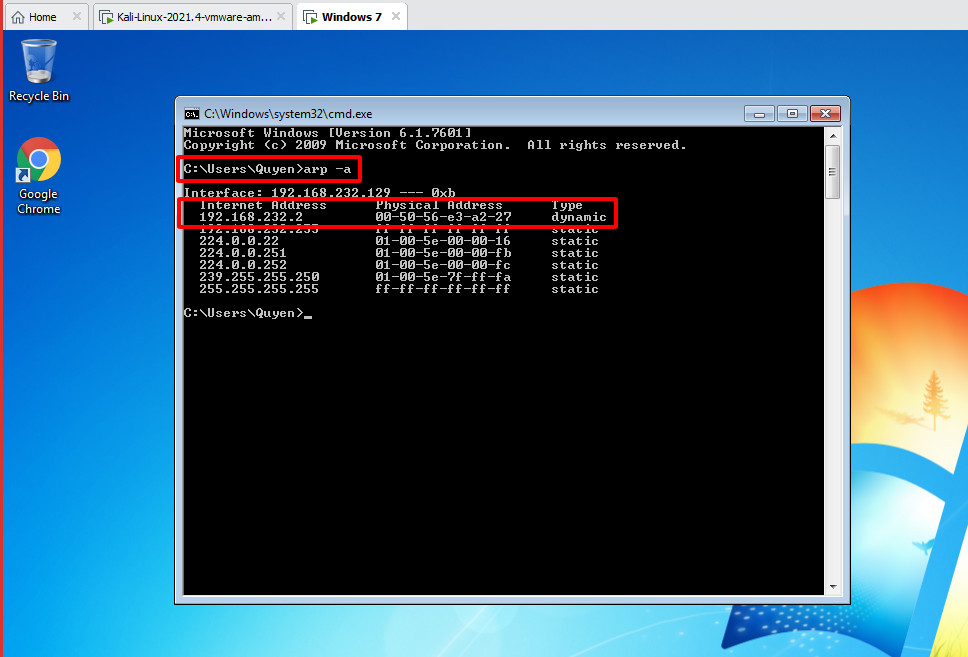 Home
Kali-Linux-2021.4-vmware-am...
Windows 7
Recycle Bin
Google
Chrome
C:\Windows\system32\cmd.exe
Microsoft Windows [Version 6.1.7601]
Copyright (c) 2009 Microsoft Corporation.  All rights reserved.
C:\Users\Quyen>arp -a
Interface: 192.168.232.129 --- 0xb
Internet Address      Physical Address      Type
192.168.232.2         00-50-56-e3-a2-27     dynamic
192.168.232.255       ff-ff-ff-ff-ff-ff     static
224.0.0.22            01-00-5e-00-00-16     static
224.0.0.251           01-00-5e-00-00-fb     static
224.0.0.252           01-00-5e-00-00-fc     static
239.255.255.250       01-00-5e-7f-ff-fa     static
255.255.255.255       ff-ff-ff-ff-ff-ff     static
C:\Users\Quyen>_